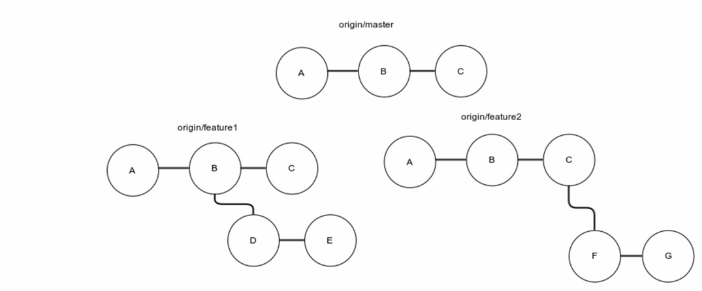 origin/master
A B C
origin/feature1
A B C
D E
origin/feature2
A B C
F G